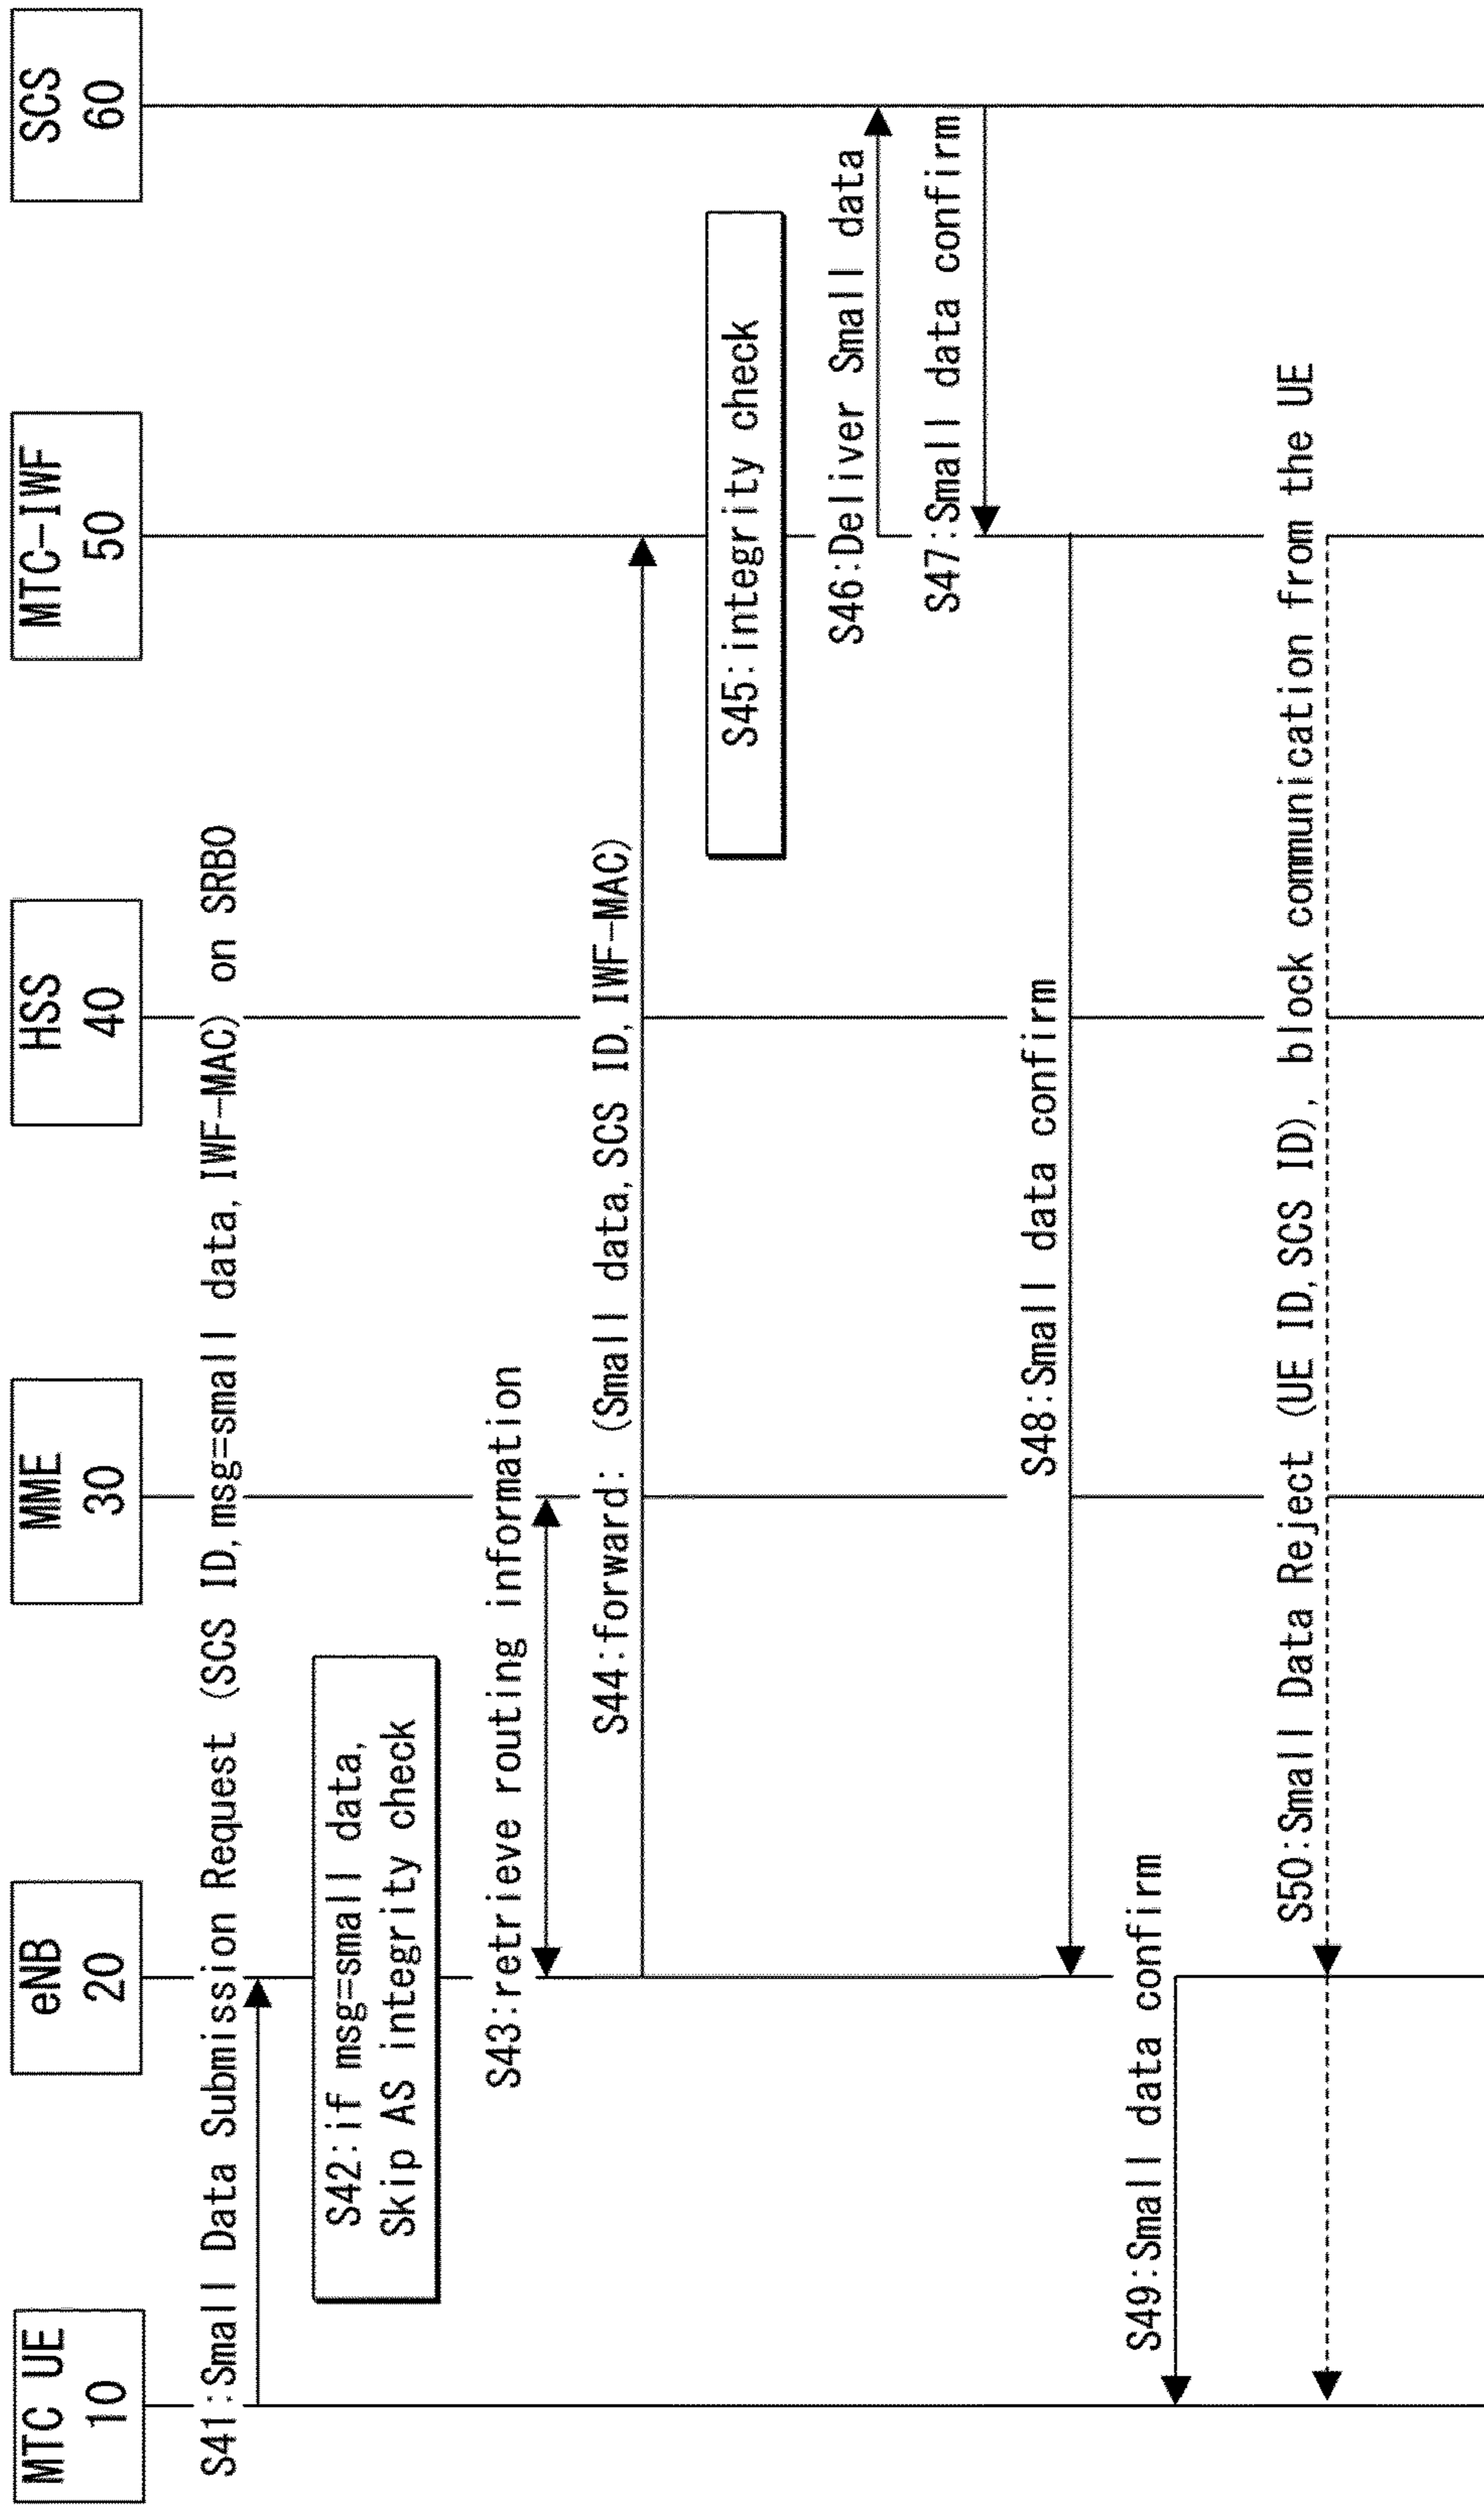 MTC UE
10
eNB
20
MME
30
HSS
40
MTC-IWF
50
SCS
60
S41:Small Data Submission Request (SCS ID, msg=small data, IWF-MAC) on SRB0
S42:if msg=small data,
Skip AS integrity check
S43:retrieve routing information
S44:forward: (Small data, SCS ID, IWF-MAC)
S45:integrity check
S46:Deliver Small data
S47:Small data confirm
S48:Small data confirm
S49:Small data confirm
S50:Small Data Reject (UE ID, SCS ID), block communication from the UE